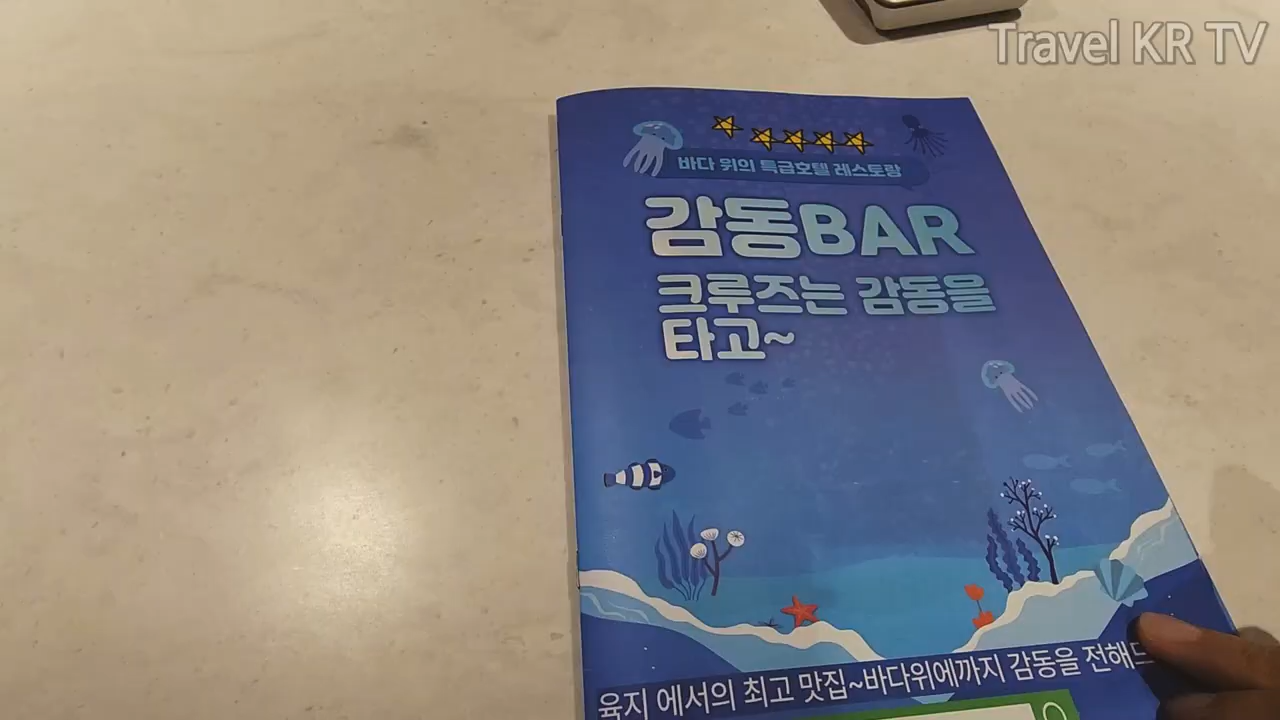 Travel KR TV
바다 위의 특급호텔 레스토랑
감동BAR
크루즈는 감동을
타고~
육지 에서의 최고 맛집~바다위에까지 감동을 전해드